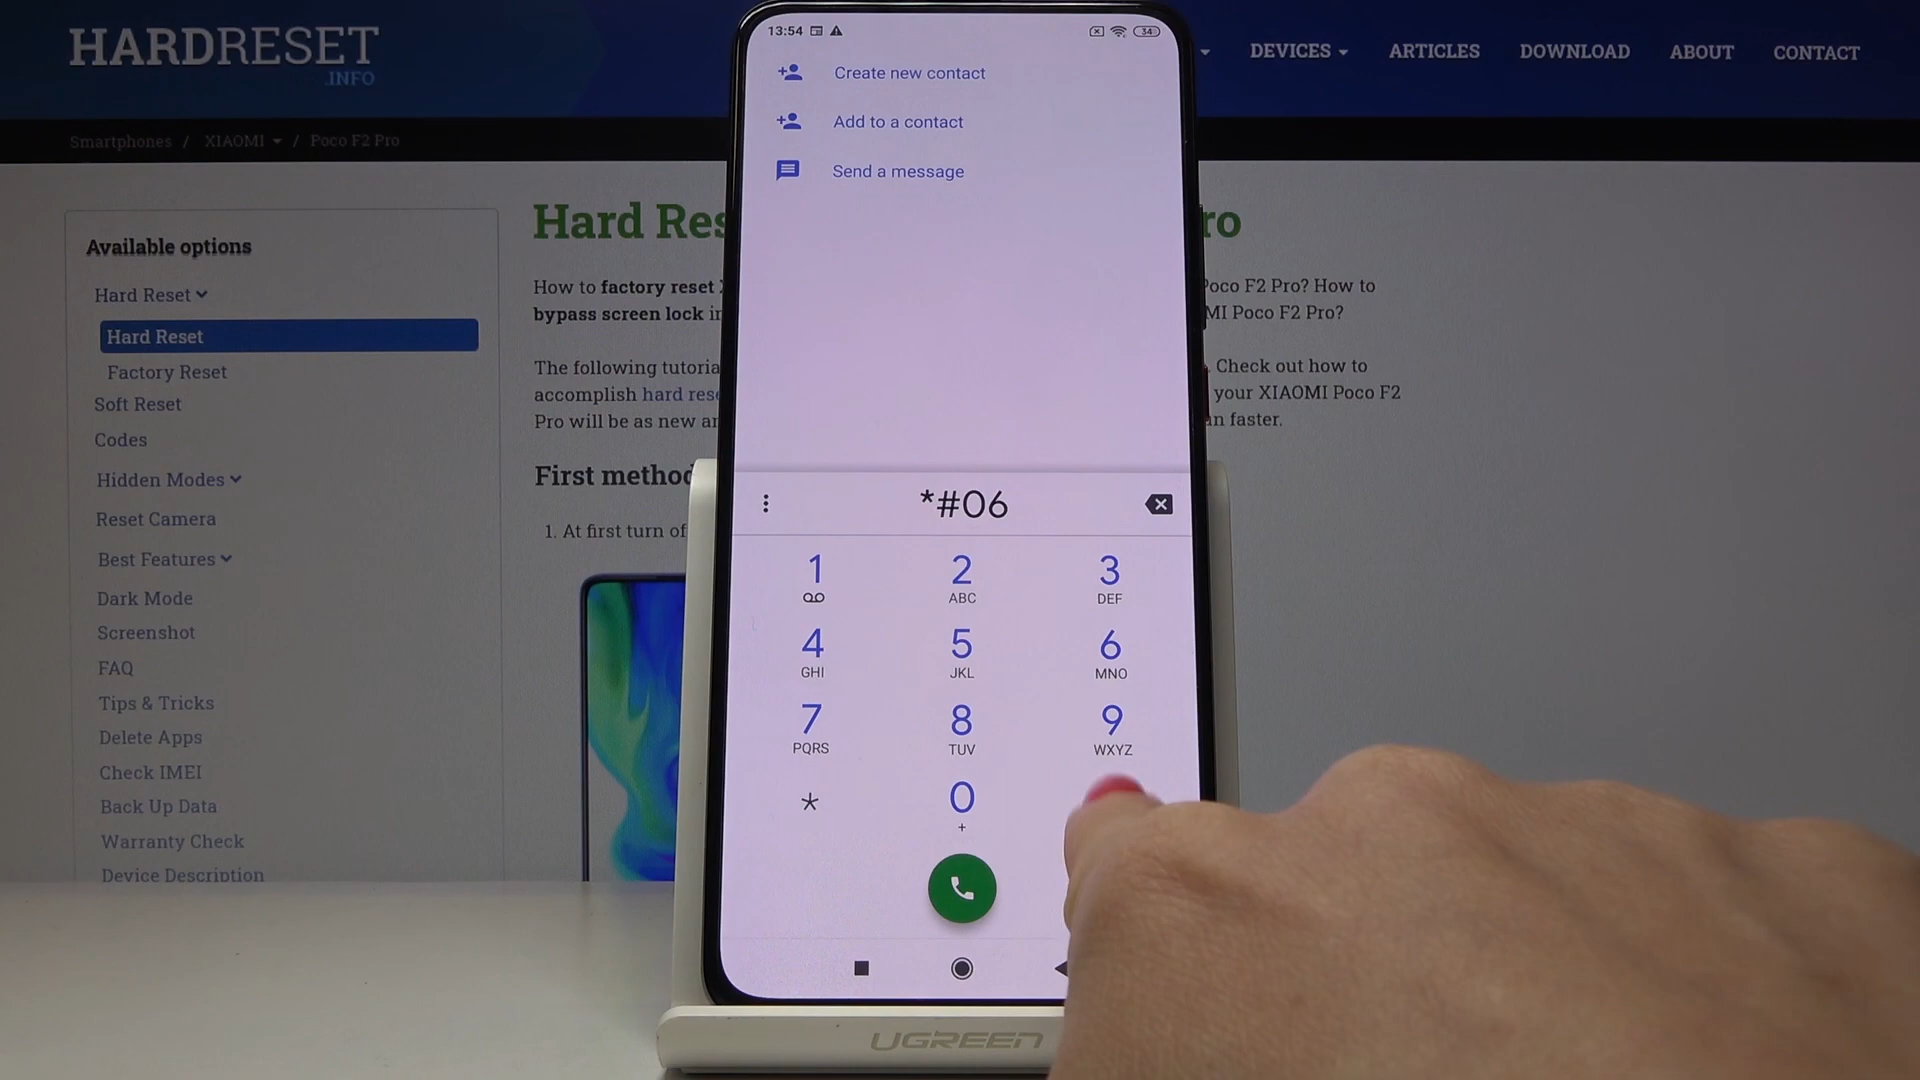 HARDRESET
.INFO
DEVICES
ARTICLES
DOWNLOAD
ABOUT
CONTACT
Smartphones / XIAOMI / Poco F2 Pro
Available options
Hard Reset
Hard Reset
Factory Reset
Soft Reset
Codes
Hidden Modes
Reset Camera
Best Features
Dark Mode
Screenshot
FAQ
Tips & Tricks
Delete Apps
Check IMEI
Back Up Data
Warranty Check
Device Description
Hard Res
ro
How to factory reset
Poco F2 Pro? How to
bypass screen lock in
MI Poco F2 Pro?
The following tutoria
. Check out how to
accomplish hard rese
your XIAOMI Poco F2
Pro will be as new an
n faster.
First method
1. At first turn of
13:54
34
Create new contact
Add to a contact
Send a message
*#06
1
2 ABC
3 DEF
4 GHI
5 JKL
6 MNO
7 PQRS
8 TUV
9 WXYZ
*
0 +
UGREEN